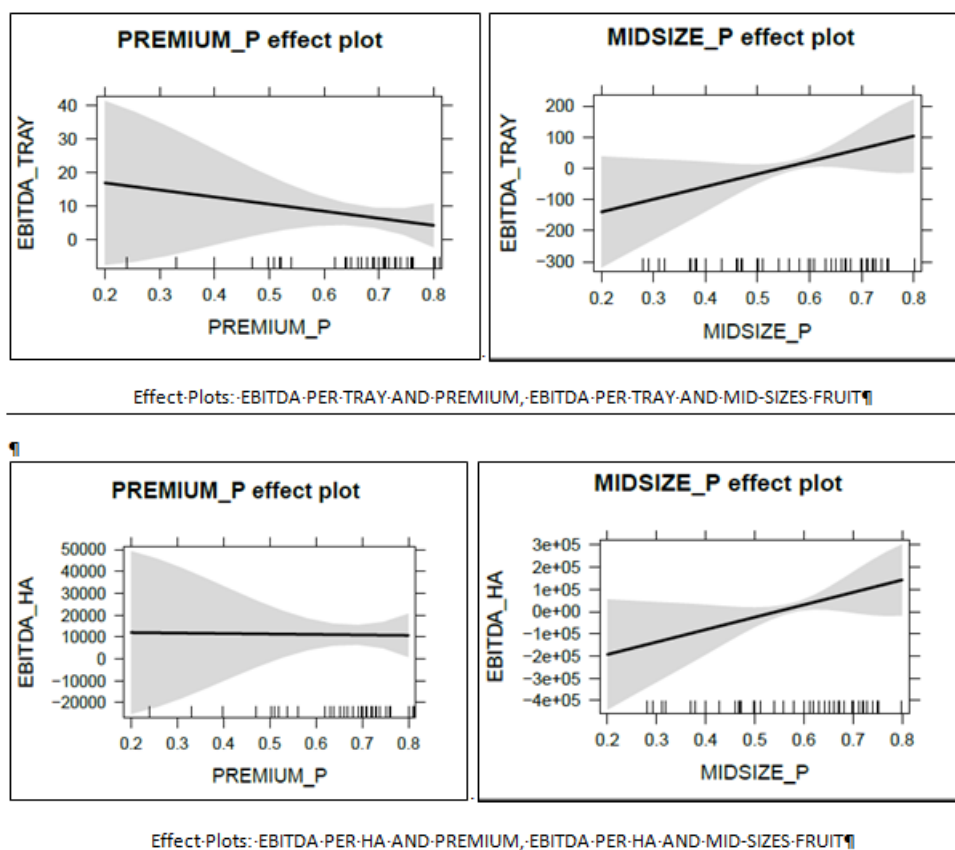 PREMIUM_P effect plot
MIDSIZE_P effect plot
EBITDA_TRAY
40
30
20
10
0
0.2 0.3 0.4 0.5 0.6 0.7 0.8
PREMIUM_P
EBITDA_TRAY
200
100
0
−100
−200
−300
0.2 0.3 0.4 0.5 0.6 0.7 0.8
MIDSIZE_P
Effect·Plots:·EBITDA·PER·TRAY·AND·PREMIUM,·EBITDA·PER·TRAY·AND·MID-SIZES·FRUIT¶
¶
PREMIUM_P effect plot
MIDSIZE_P effect plot
EBITDA_HA
50000
40000
30000
20000
10000
0
−10000
−20000
0.2 0.3 0.4 0.5 0.6 0.7 0.8
PREMIUM_P
EBITDA_HA
3e+05
2e+05
1e+05
0e+00
−1e+05
−2e+05
−3e+05
−4e+05
0.2 0.3 0.4 0.5 0.6 0.7 0.8
MIDSIZE_P
Effect·Plots:·EBITDA·PER·HA·AND·PREMIUM,·EBITDA·PER·HA·AND·MID-SIZES·FRUIT¶